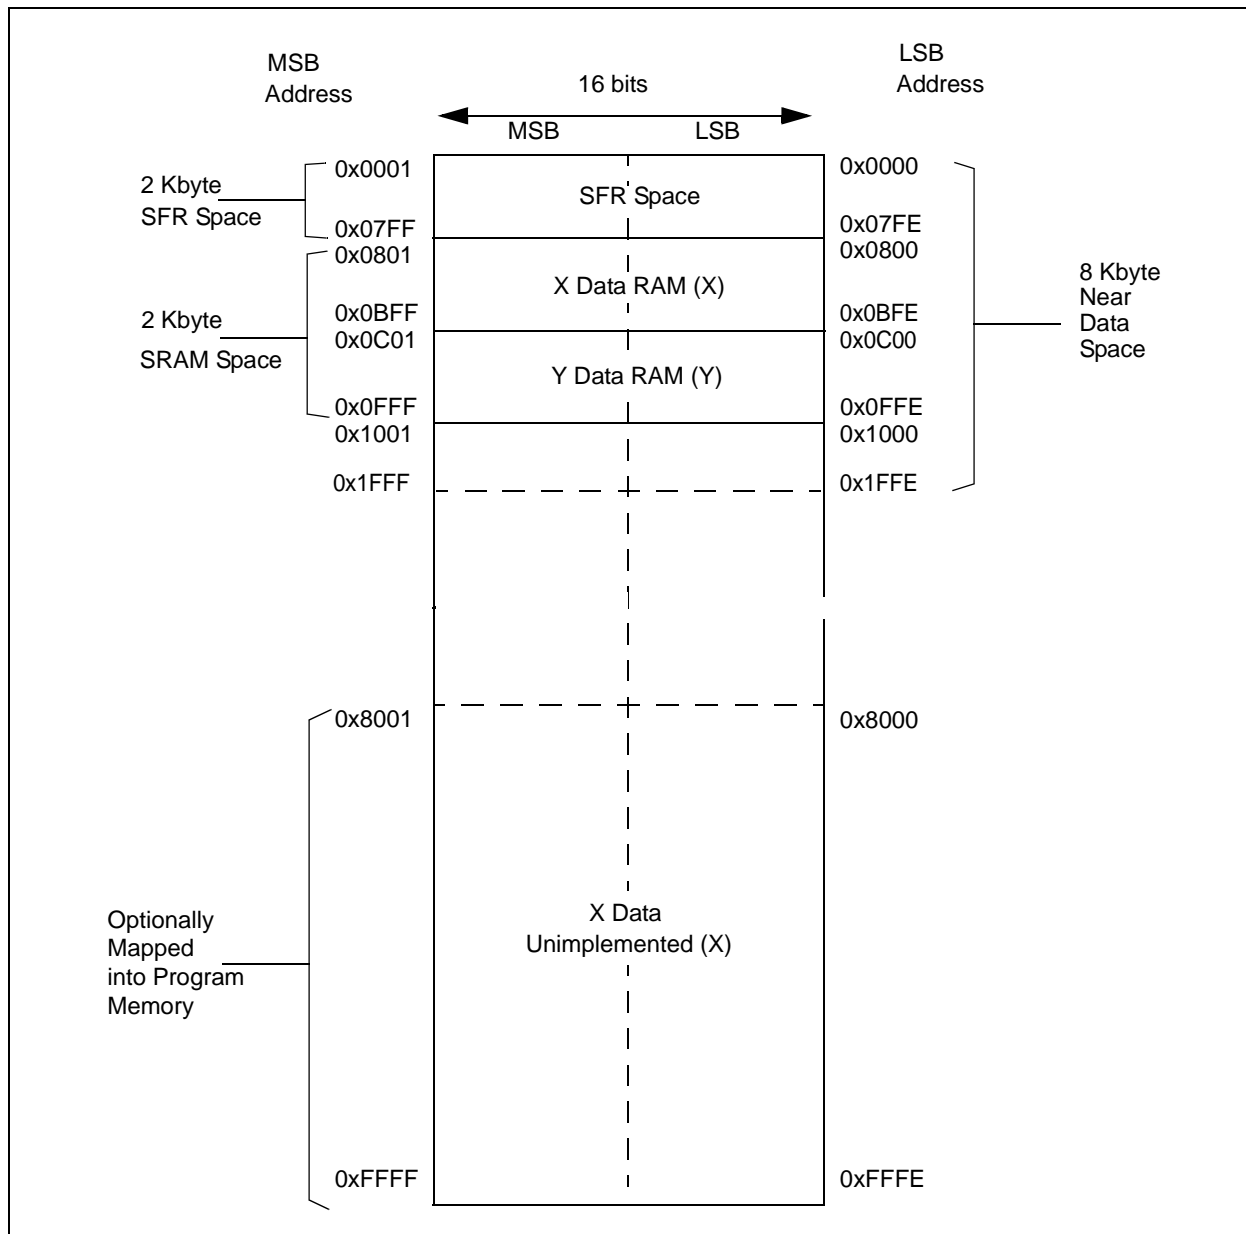 MSB
Address
LSB
Address
16 bits
MSB
LSB
0x0001
0x0000
2 Kbyte
SFR Space
SFR Space
0x07FF
0x07FE
0x0801
0x0800
X Data RAM (X)
8 Kbyte
Near
Data
Space
2 Kbyte
SRAM Space
0x0BFF
0x0BFE
0x0C01
0x0C00
Y Data RAM (Y)
0x0FFF
0x0FFE
0x1001
0x1000
0x1FFF
0x1FFE
0x8001
0x8000
Optionally
Mapped
into Program
Memory
X Data
Unimplemented (X)
0xFFFF
0xFFFE